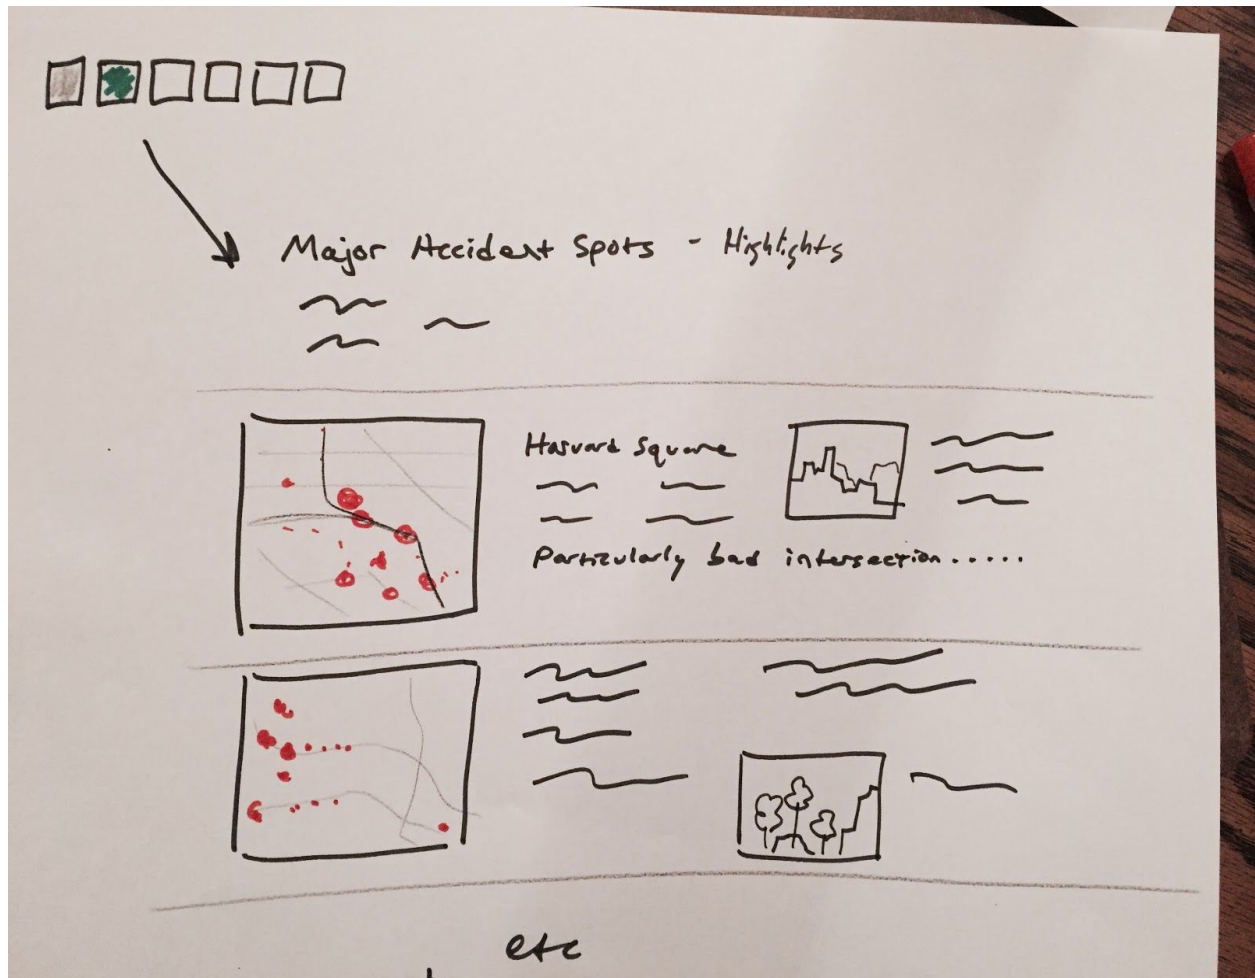 Major Accident Spots - Highlights
Harvard Square
Particularly bad intersection.....
etc